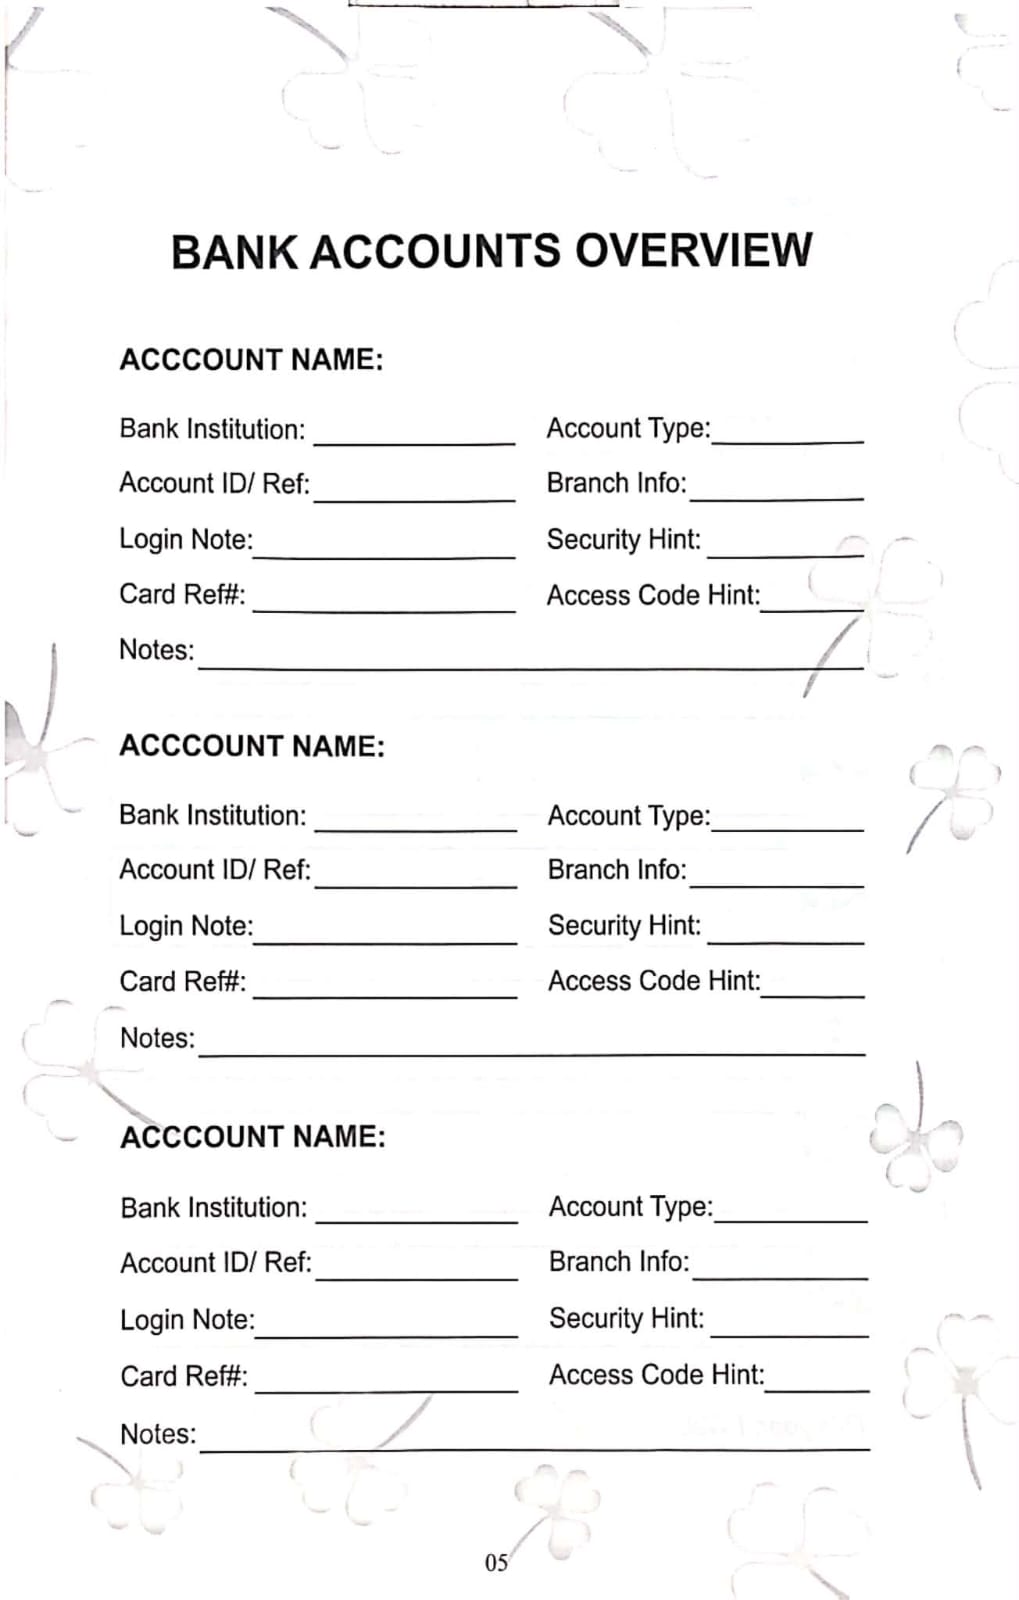 BANK ACCOUNTS OVERVIEW
ACCCOUNT NAME:
Bank Institution: Account Type:
Account ID/ Ref: Branch Info:
Login Note: Security Hint:
Card Ref#: Access Code Hint:
Notes:
ACCCOUNT NAME:
Bank Institution: Account Type:
Account ID/ Ref: Branch Info:
Login Note: Security Hint:
Card Ref#: Access Code Hint:
Notes:
ACCCOUNT NAME:
Bank Institution: Account Type:
Account ID/ Ref: Branch Info:
Login Note: Security Hint:
Card Ref#: Access Code Hint:
Notes:
05